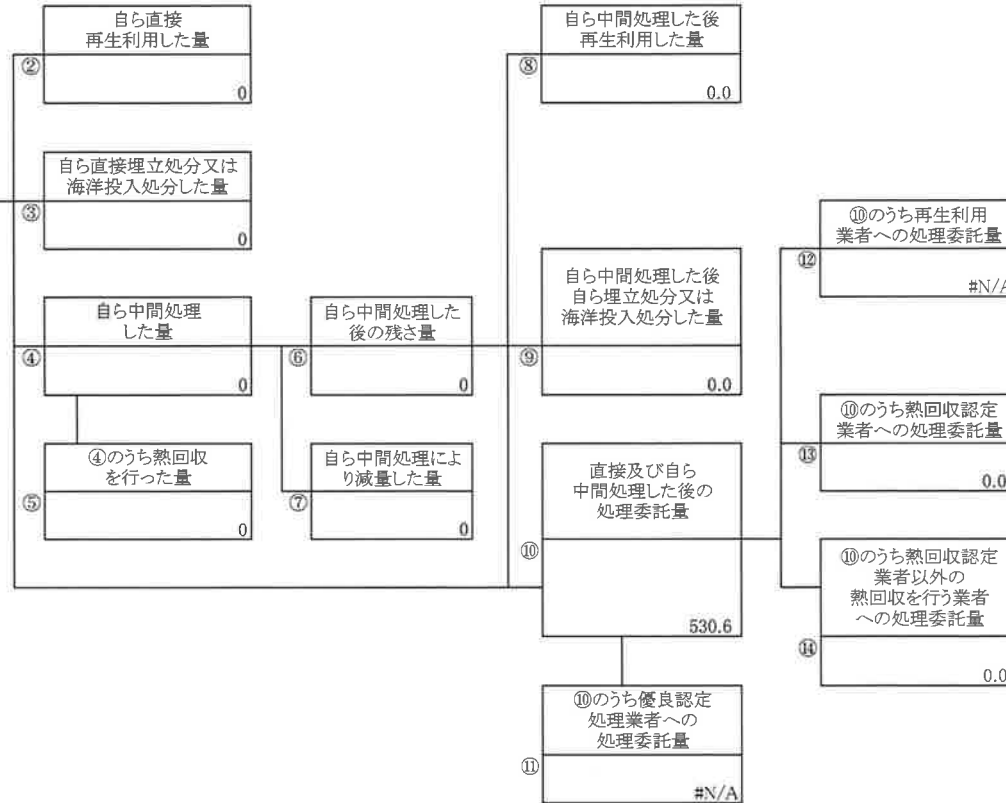 自ら直接
再生利用した量
②
0
自ら直接埋立処分又は
海洋投入処分した量
③
0
自ら中間処理
した量
④
0
④のうち熱回収
を行った量
⑤
0
自ら中間処理した
後の残さ量
⑥
0
自ら中間処理によ
り減量した量
⑦
0
自ら中間処理した後
再生利用した量
⑧
0.0
自ら中間処理した後
自ら埋立処分又は
海洋投入処分した量
⑨
0.0
直接及び自ら
中間処理した後の
処理委託量
⑩
530.6
⑩のうち優良認定
処理業者への
処理委託量
⑪
#N/A
⑩のうち再生利用
業者への処理委託量
⑫
#N/A
⑩のうち熱回収認定
業者への処理委託量
⑬
0.0
⑩のうち熱回収認定
業者以外の
熱回収を行う業者
への処理委託量
⑭
0.0